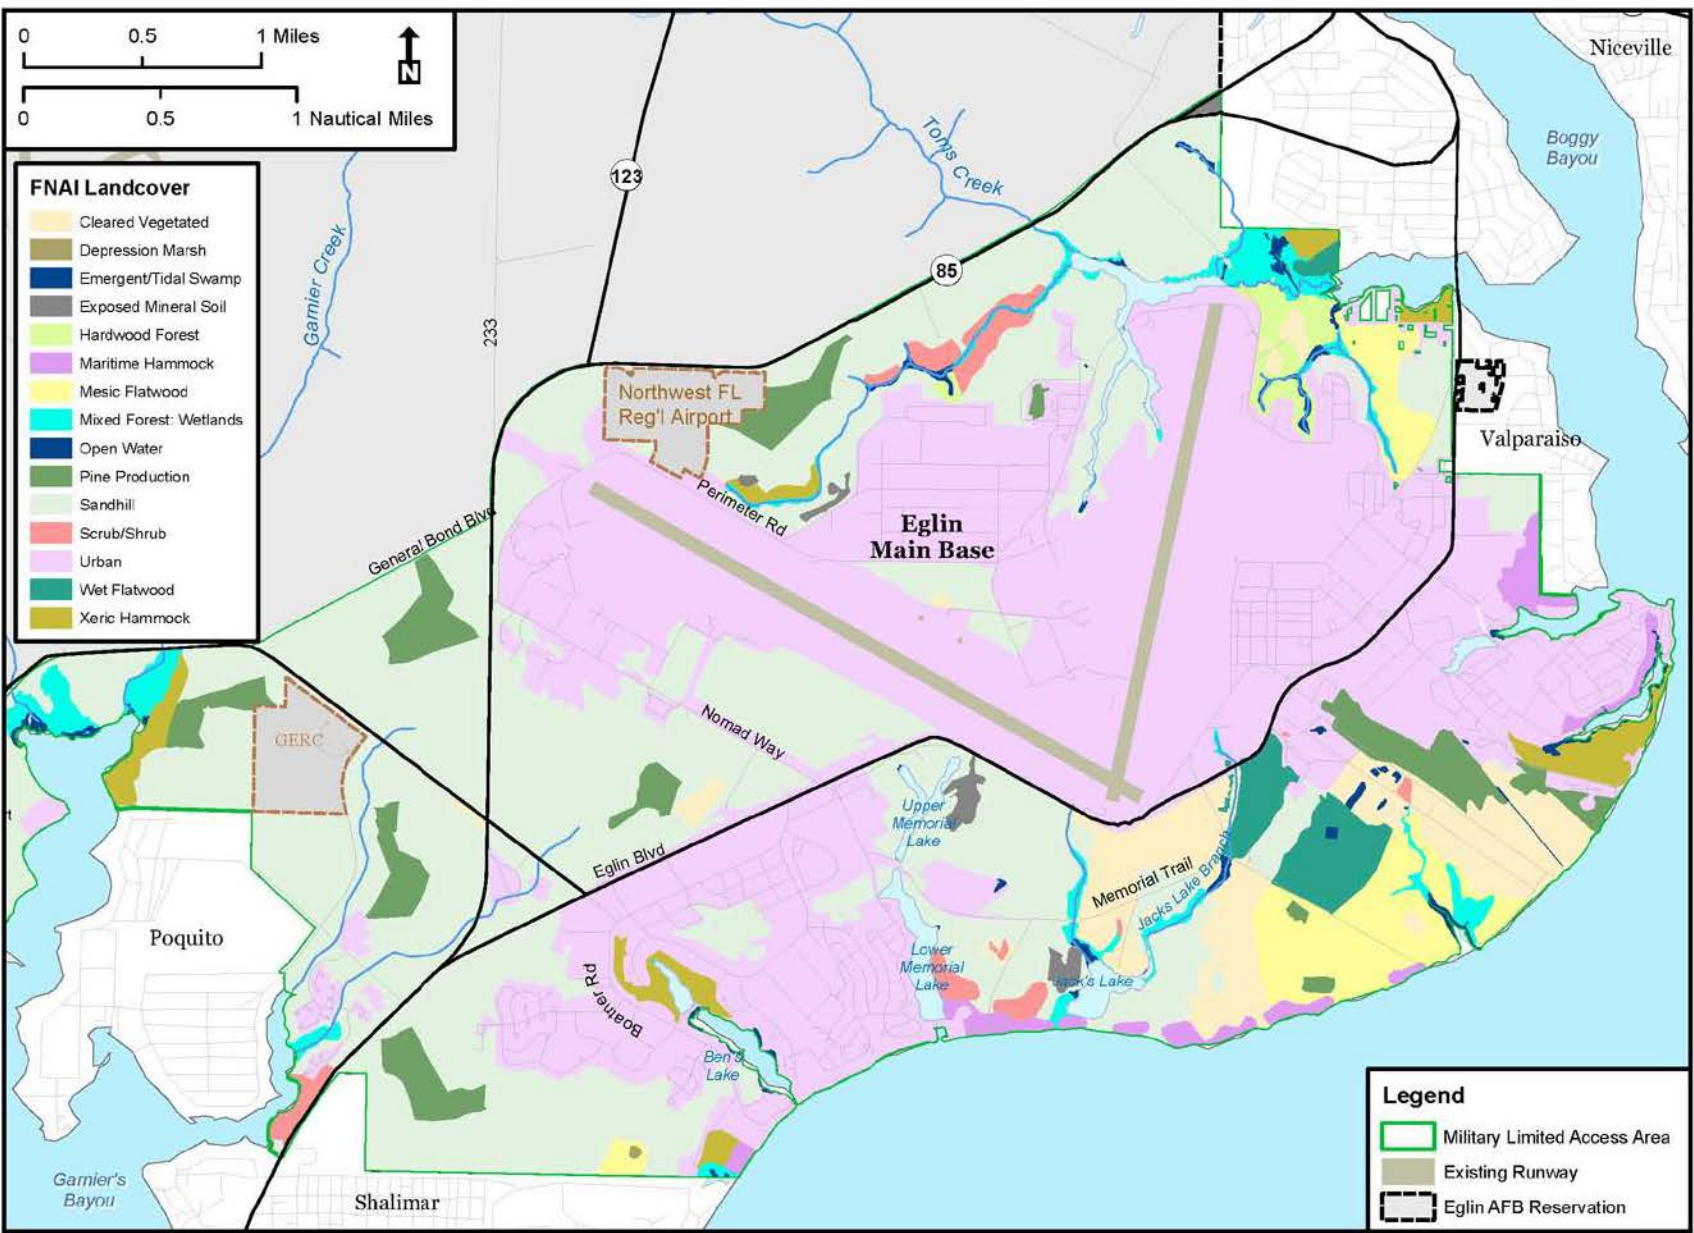 0 0.5 1 Miles
N
0 0.5 1 Nautical Miles
FNAI Landcover
Cleared Vegetated
Depression Marsh
Emergent/Tidal Swamp
Exposed Mineral Soil
Hardwood Forest
Maritime Hammock
Mesic Flatwood
Mixed Forest: Wetlands
Open Water
Pine Production
Sandhill
Scrub/Shrub
Urban
Wet Flatwood
Xeric Hammock
Niceville
Boggy
Bayou
Toms Creek
123
Garnier Creek
85
233
Northwest FL
Reg'l Airport
Valparaiso
Perimeter Rd
General Bond Blvd
Eglin
Main Base
Nomad Way
GERC
Upper
Memorial
Lake
Eglin Blvd
Memorial Trail
Jacks Lake Branch
Poquito
Boatner Rd
Lower
Memorial
Lake
Jack's Lake
Ben's
Lake
Garnier's
Bayou
Shalimar
Legend
Military Limited Access Area
Existing Runway
Eglin AFB Reservation